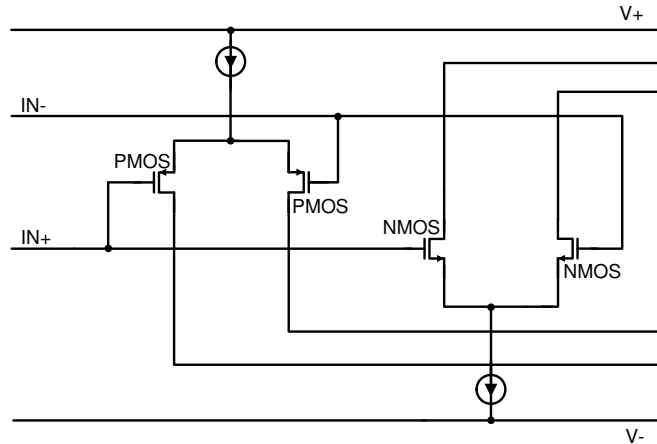 V+
IN-
PMOS
PMOS
NMOS
IN+
NMOS
V-